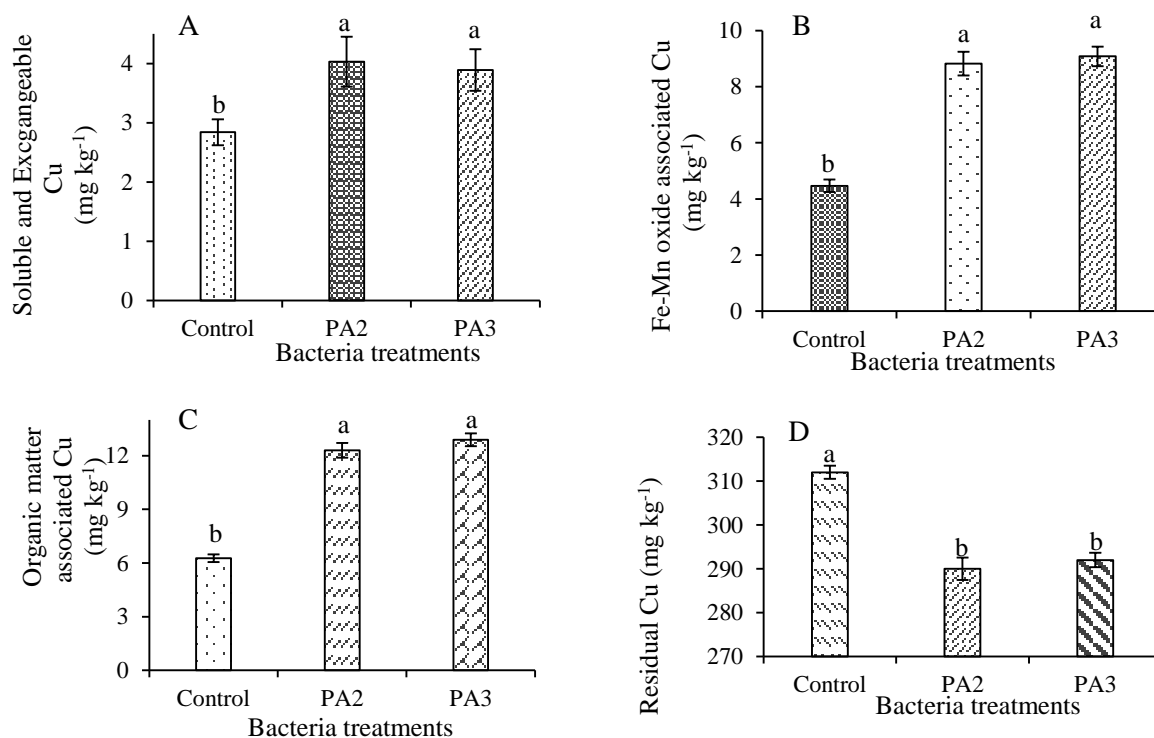 A
Soluble and Excgangeable
Cu
(mg kg-1)
4
3
2
1
0
b
a
a
Control
PA2
PA3
Bacteria treatments
B
Fe-Mn oxide associated Cu
(mg kg-1)
10
8
6
4
2
0
b
a
a
Control
PA2
PA3
Bacteria treatments
C
Organic matter
associated Cu
(mg kg-1)
12
9
6
3
0
b
a
a
Control
PA2
PA3
Bacteria treatments
D
Residual Cu (mg kg-1)
320
310
300
290
280
270
a
b
b
Control
PA2
PA3
Bacteria treatments